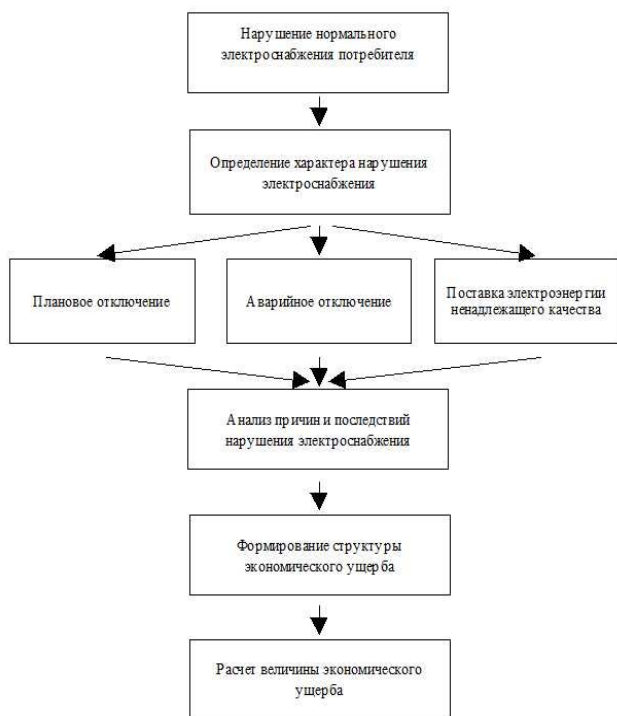 Нарушение нормального
электроснабжения потребителя
Определение характера нарушения
электроснабжения
Плановое отключение
Аварийное отключение
Поставка электроэнергии
ненадлежащего качества
Анализ причин и последствий
нарушения электроснабжения
Формирование структуры
экономического ущерба
Расчет величины экономического
ущерба